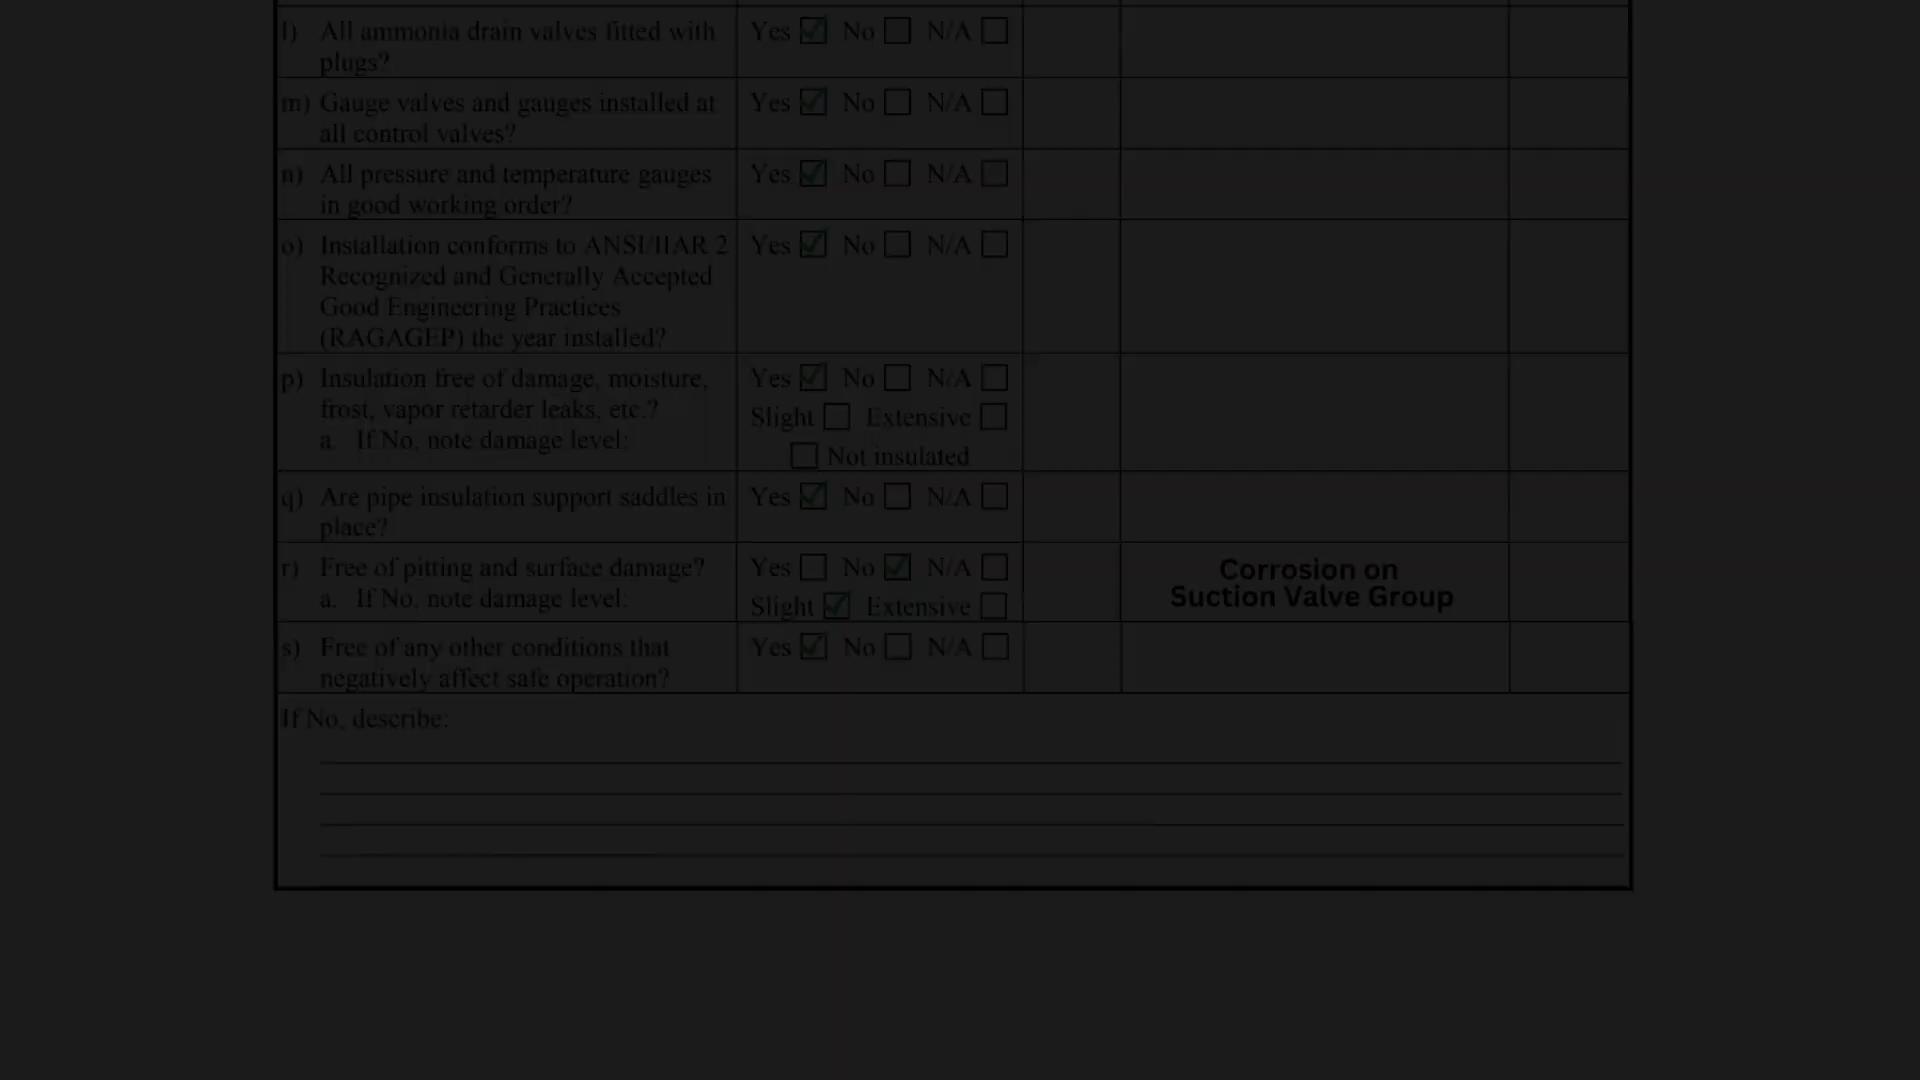 l) All ammonia drain valves fitted with Yes No N/A
plugs?
m) Gauge valves and gauges installed at Yes No N/A
all control valves?
n) All pressure and temperature gauges Yes No N/A
in good working order?
o) Installation conforms to ANSI/IIAR 2 Yes No N/A
Recognized and Generally Accepted
Good Engineering Practices
(RAGAGEP) the year installed?
p) Insulation free of damage, moisture, Yes No N/A
frost, vapor retarder leaks, etc.? Slight Extensive
a. If No, note damage level: Not insulated
q) Are pipe insulation support saddles in Yes No N/A
place?
r) Free of pitting and surface damage? Yes No N/A Corrosion on
a. If No, note damage level: Slight Extensive Suction Valve Group
s) Free of any other conditions that Yes No N/A
negatively affect safe operation?
If No, describe: